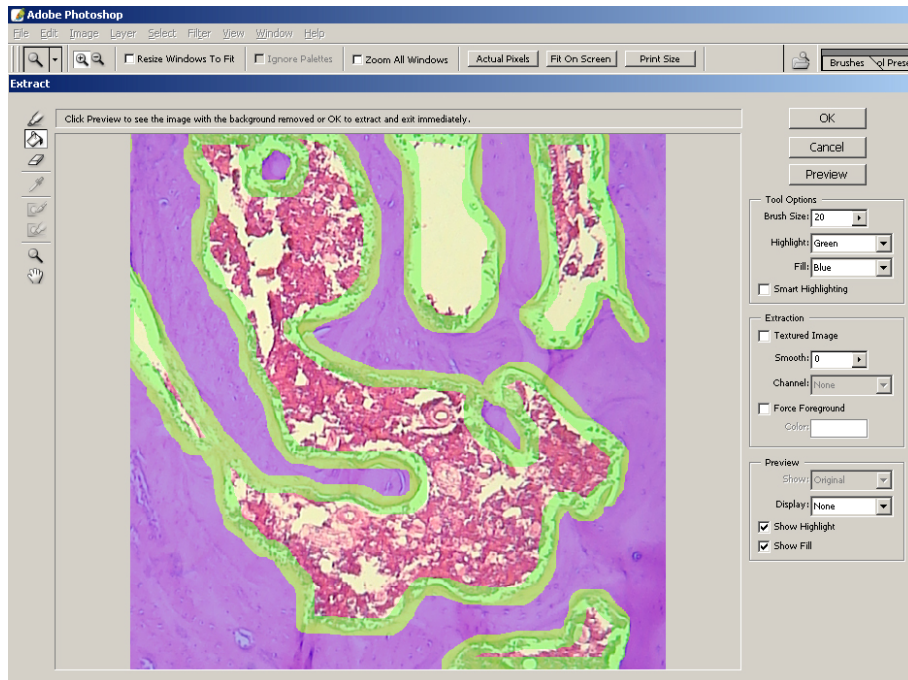 Adobe Photoshop
File Edit Image Layer Select Filter View Window Help
Resize Windows To Fit Ignore Palettes Zoom All Windows Actual Pixels Fit On Screen Print Size Brushes ol Prese
Extract
Click Preview to see the image with the background removed or OK to extract and exit immediately.
OK
Cancel
Preview
Tool Options
Brush Size: 20
Highlight: Green
Fill: Blue
Smart Highlighting
Extraction
Textured Image
Smooth: 0
Channel: None
Force Foreground
Color:
Preview
Show: Original
Display: None
Show Highlight
Show Fill